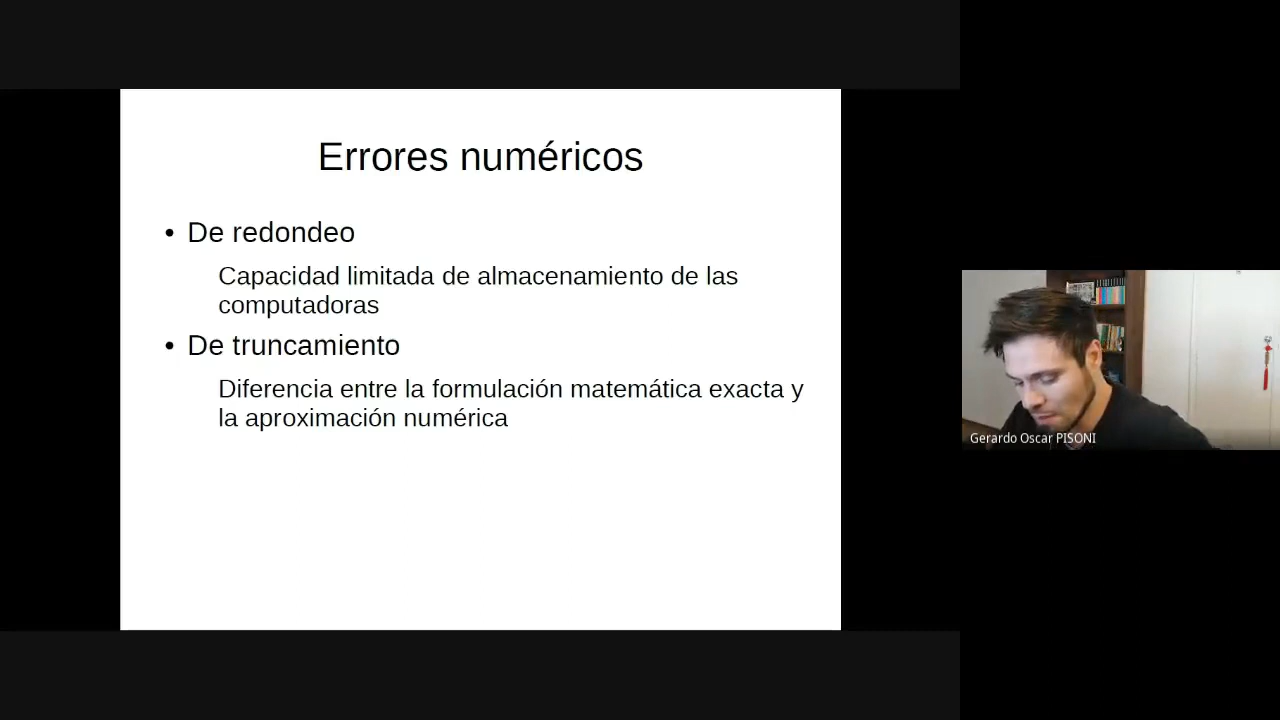 Errores numéricos
• De redondeo
Capacidad limitada de almacenamiento de las
computadoras
• De truncamiento
Diferencia entre la formulación matemática exacta y
la aproximación numérica
Gerardo Oscar PISONI